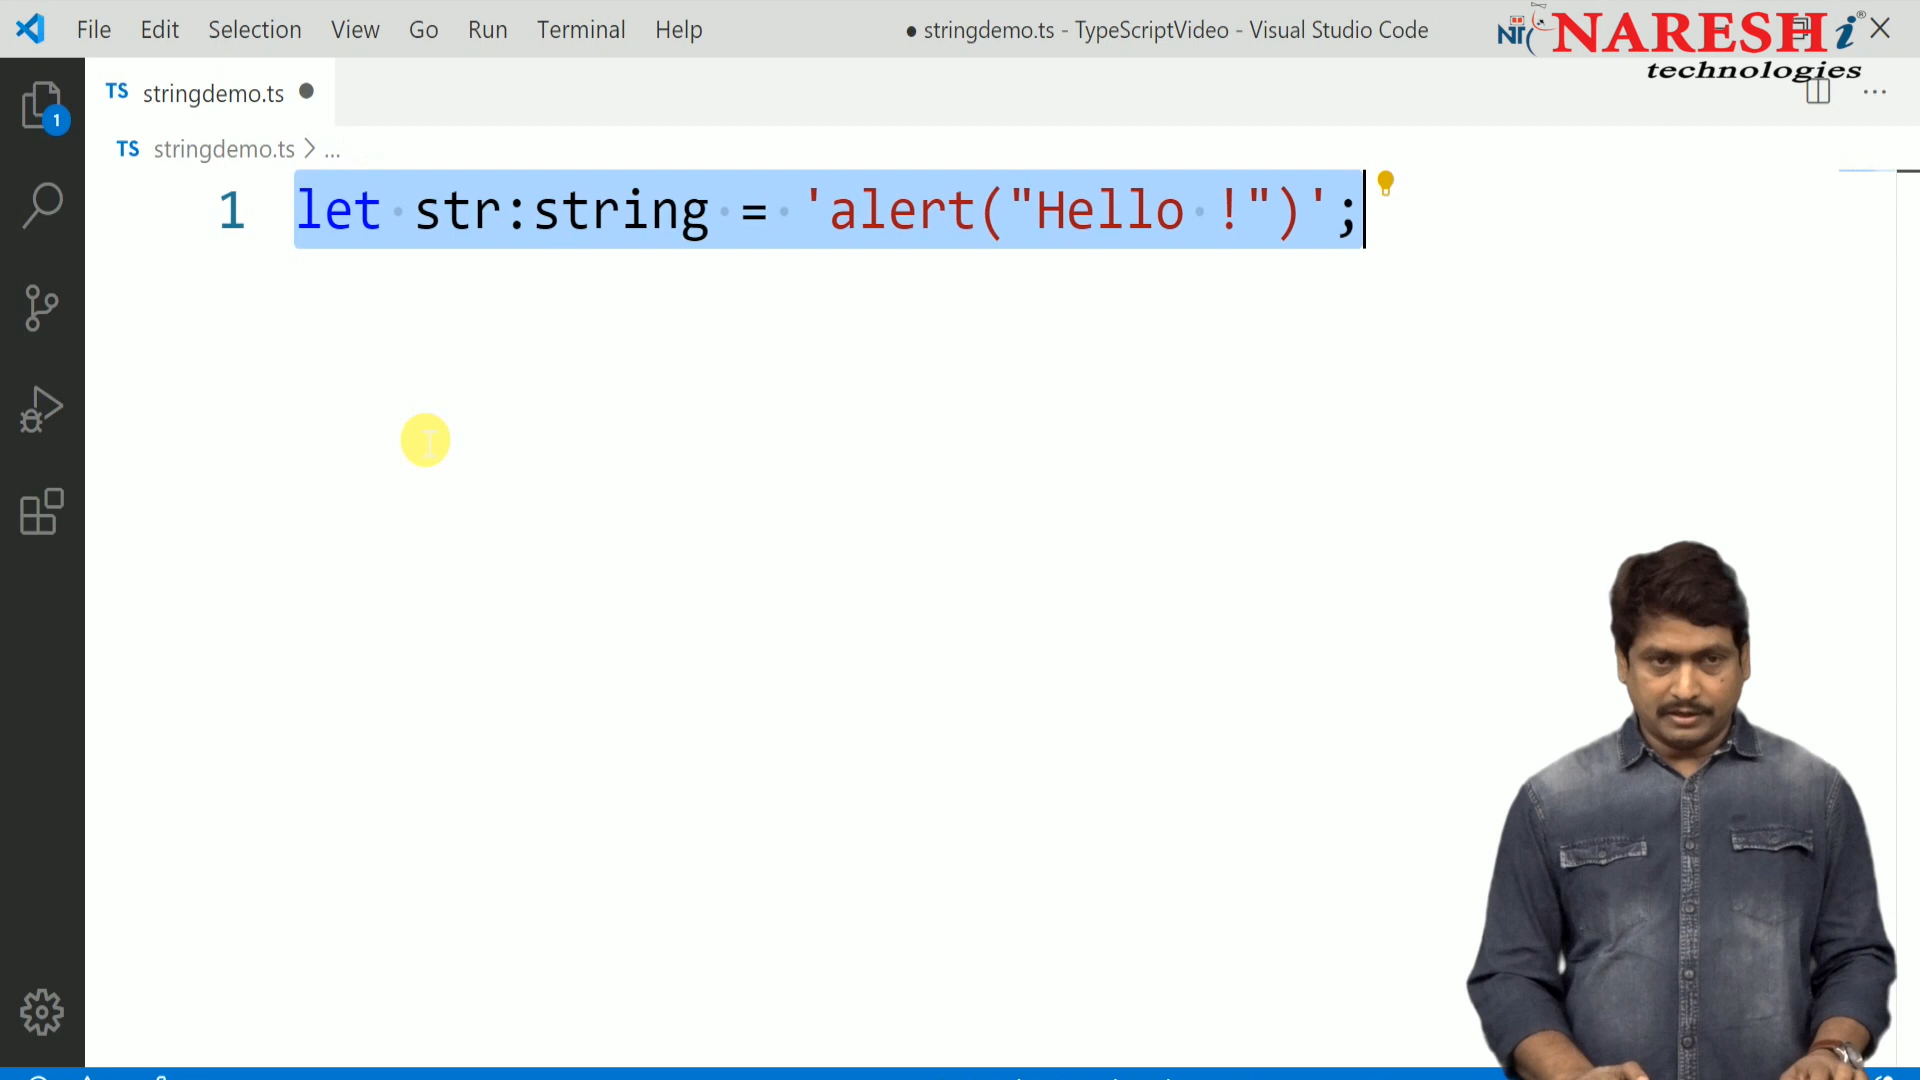 File Edit Selection View Go Run Terminal Help
● stringdemo.ts - TypeScriptVideo - Visual Studio Code
NARESH i ®
technologies
TS stringdemo.ts ●
1
TS stringdemo.ts > ...
1 let str:string = 'alert("Hello !")';